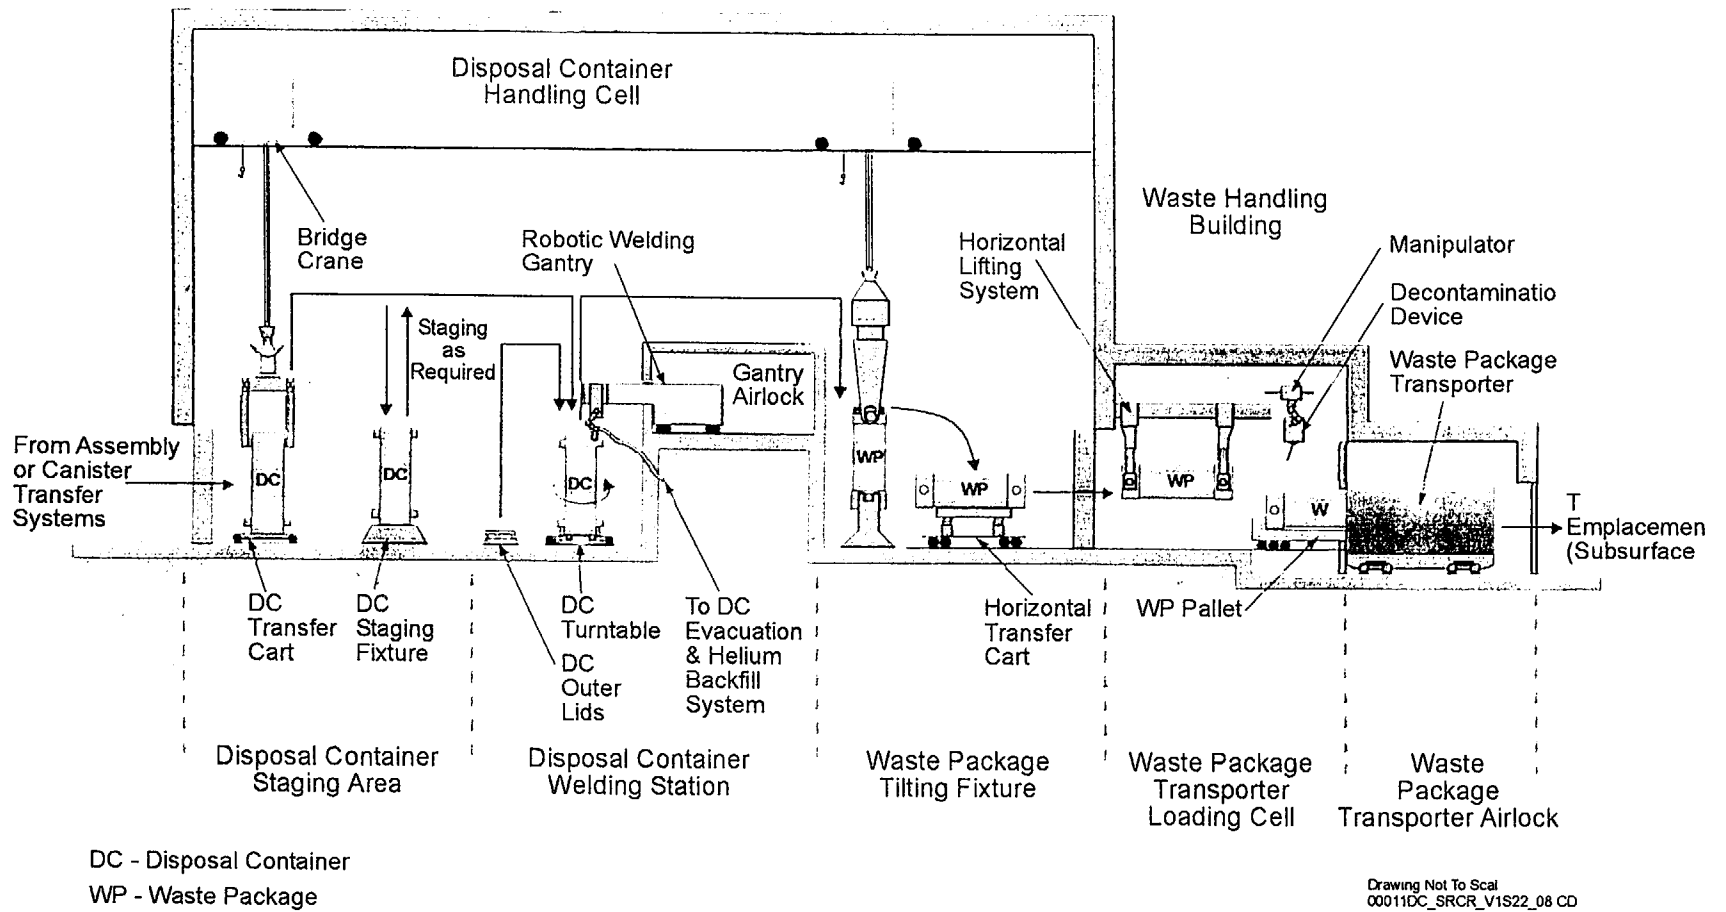 Disposal Container
Handling Cell
Waste Handling
Building
Bridge
Crane
Robotic Welding
Gantry
Horizontal
Lifting
System
Manipulator
Decontaminatio
Device
Waste Package
Transporter
Staging
as
Required
Gantry
Airlock
From Assembly
or Canister
Transfer
Systems
DC
DC
DC
WP
WP
WP
W
T
Emplacemen
(Subsurface
DC
Transfer
Cart
DC
Staging
Fixture
DC
Turntable
DC
Outer
Lids
To DC
Evacuation
& Helium
Backfill
System
Horizontal
Transfer
Cart
WP Pallet
Disposal Container
Staging Area
Disposal Container
Welding Station
Waste Package
Tilting Fixture
Waste Package
Transporter
Loading Cell
Waste
Package
Transporter Airlock
DC - Disposal Container
WP - Waste Package
Drawing Not To Scal
00011DC_SRCR_V1S22_08 CD